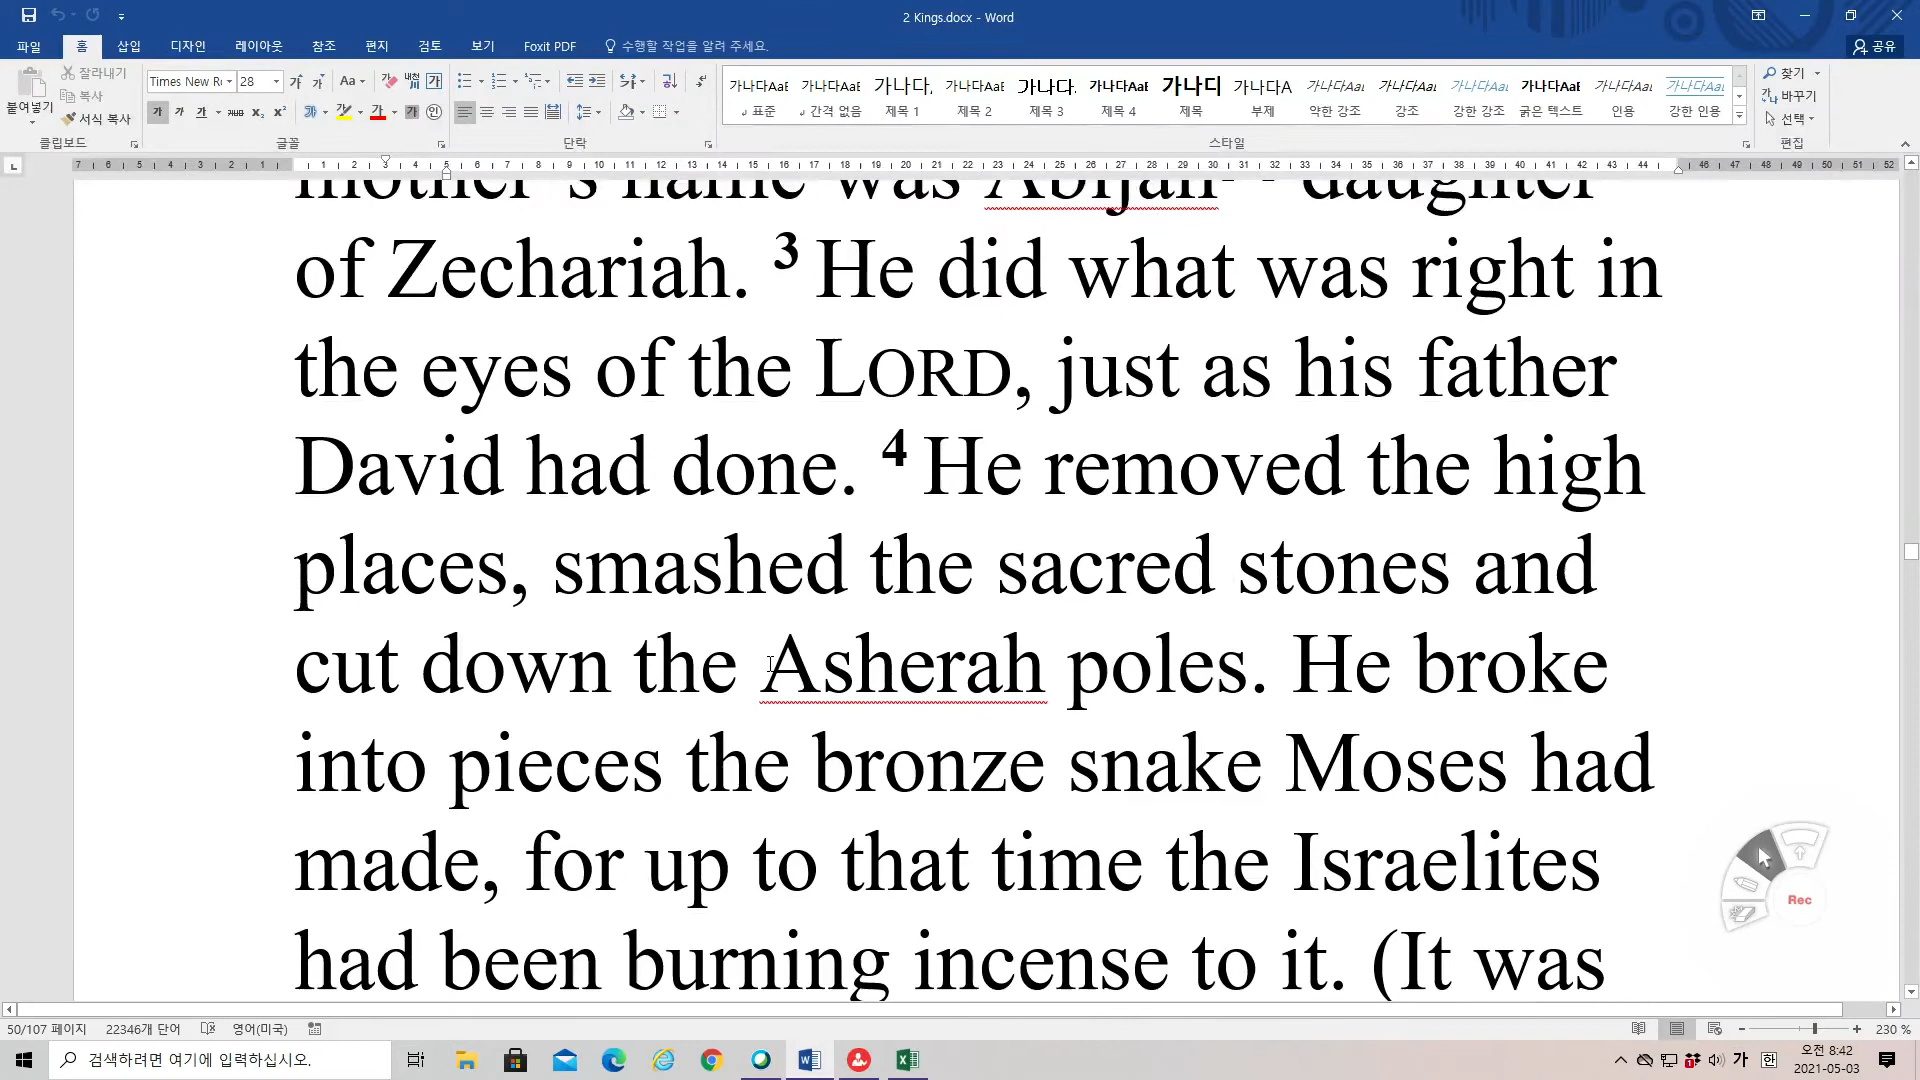 2 Kings.docx - Word
파일 홈 삽입 디자인 레이아웃 참조 편지 검토 보기 Foxit PDF 수행할 작업을 알려 주세요. 공유
붙여넣기 잘라내기 복사 서식 복사
Times New R 28
표준 간격 없음 제목 1 제목 2 제목 3 제목 4 제목 부제 약한 강조 강조 강한 강조 굵은 텍스트 인용 강한 인용
찾기 바꾸기 선택
클립보드 글꼴 단락 스타일 편집
mother's name was Abijah daughter
of Zechariah. 3 He did what was right in
the eyes of the LORD, just as his father
David had done. 4 He removed the high
places, smashed the sacred stones and
cut down the Asherah poles. He broke
into pieces the bronze snake Moses had
made, for up to that time the Israelites
had been burning incense to it. (It was
Rec
50/107 페이지 22346개 단어 영어(미국) 230 %
검색하려면 여기에 입력하십시오.
가 한 오전 8:42
2021-05-03